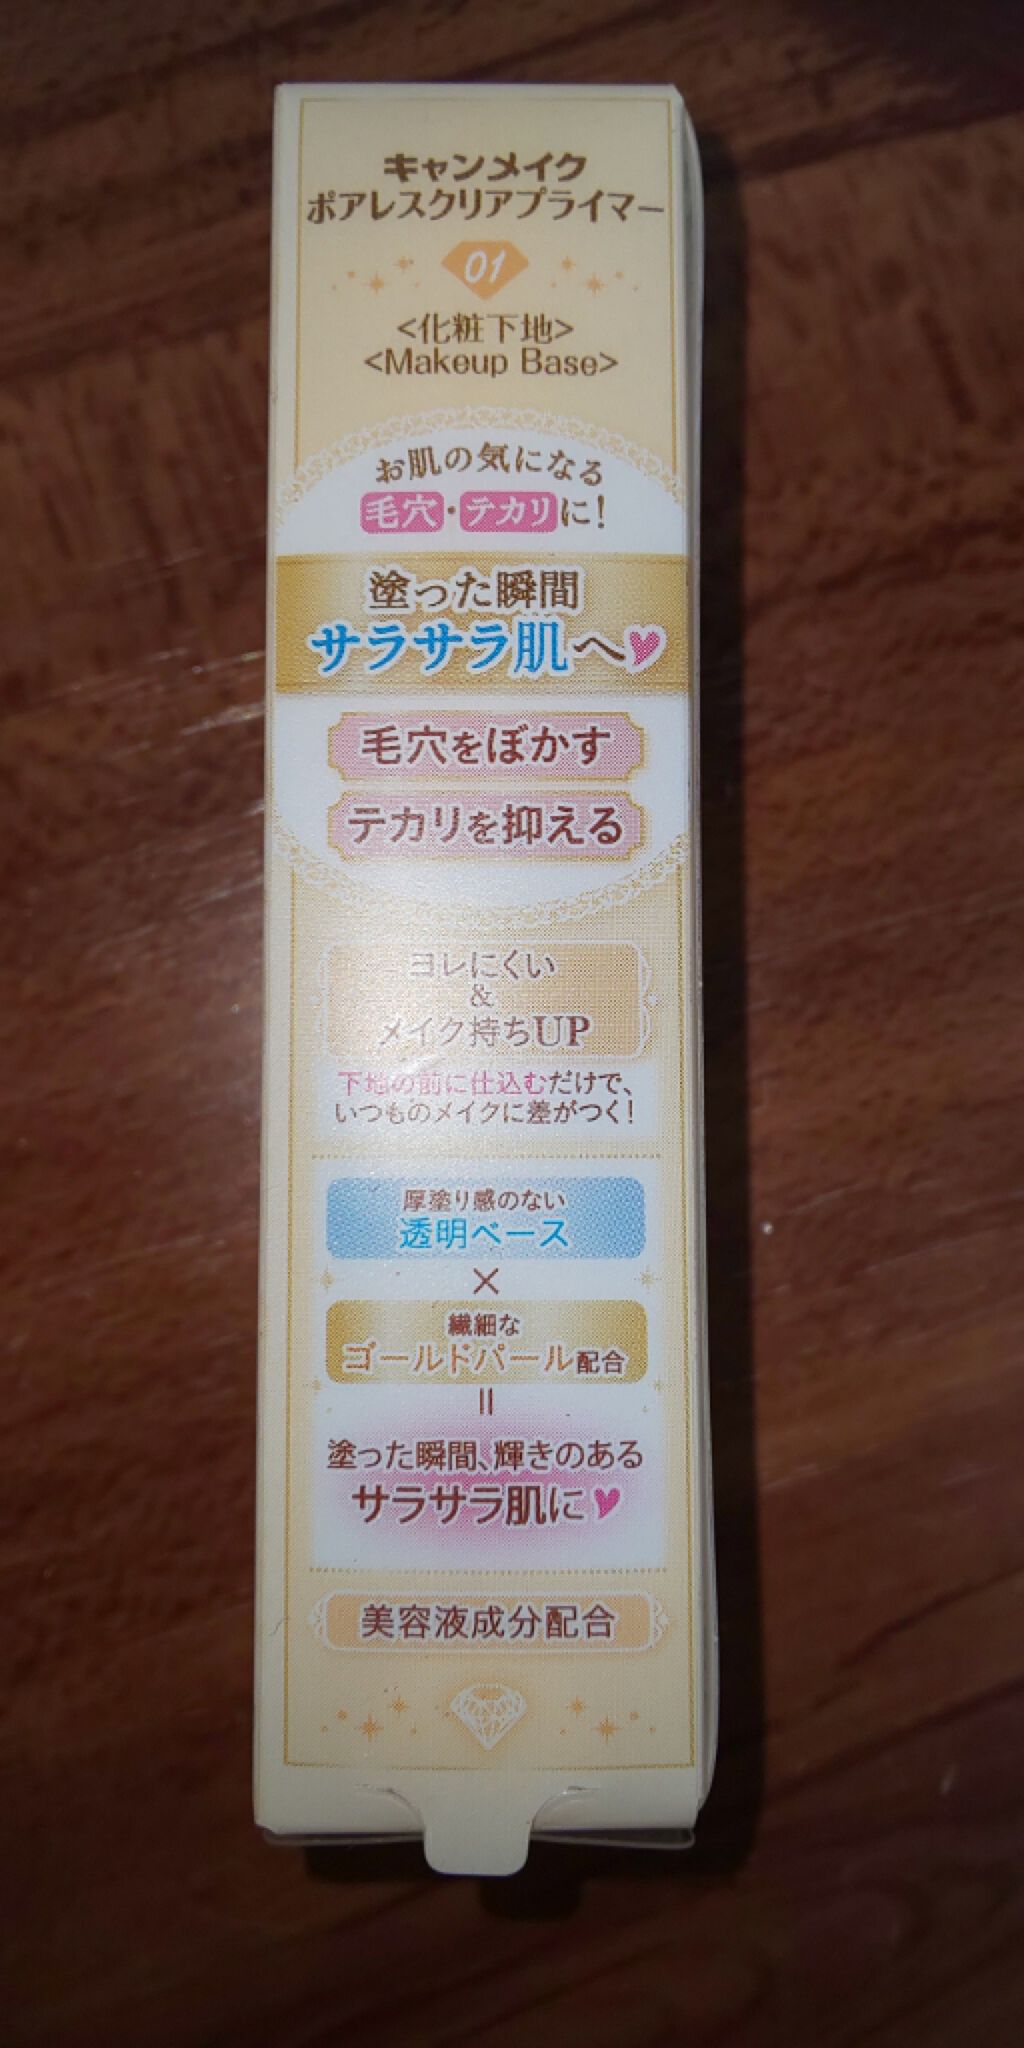 キャンメイク
ポアレスクリアプライマー
01
<化粧下地>
<Makeup Base>
お肌の気になる
毛穴・テカリに!
塗った瞬間
サラサラ肌へ♥
毛穴をぼかす
テカリを抑える
ヨレにくい
&
メイク持ちUP
下地の前に仕込むだけで、
いつものメイクに差がつく!
厚塗り感のない
透明ベース
×
繊細な
ゴールドパール配合
=
塗った瞬間、輝きのある
サラサラ肌に♥
美容液成分配合